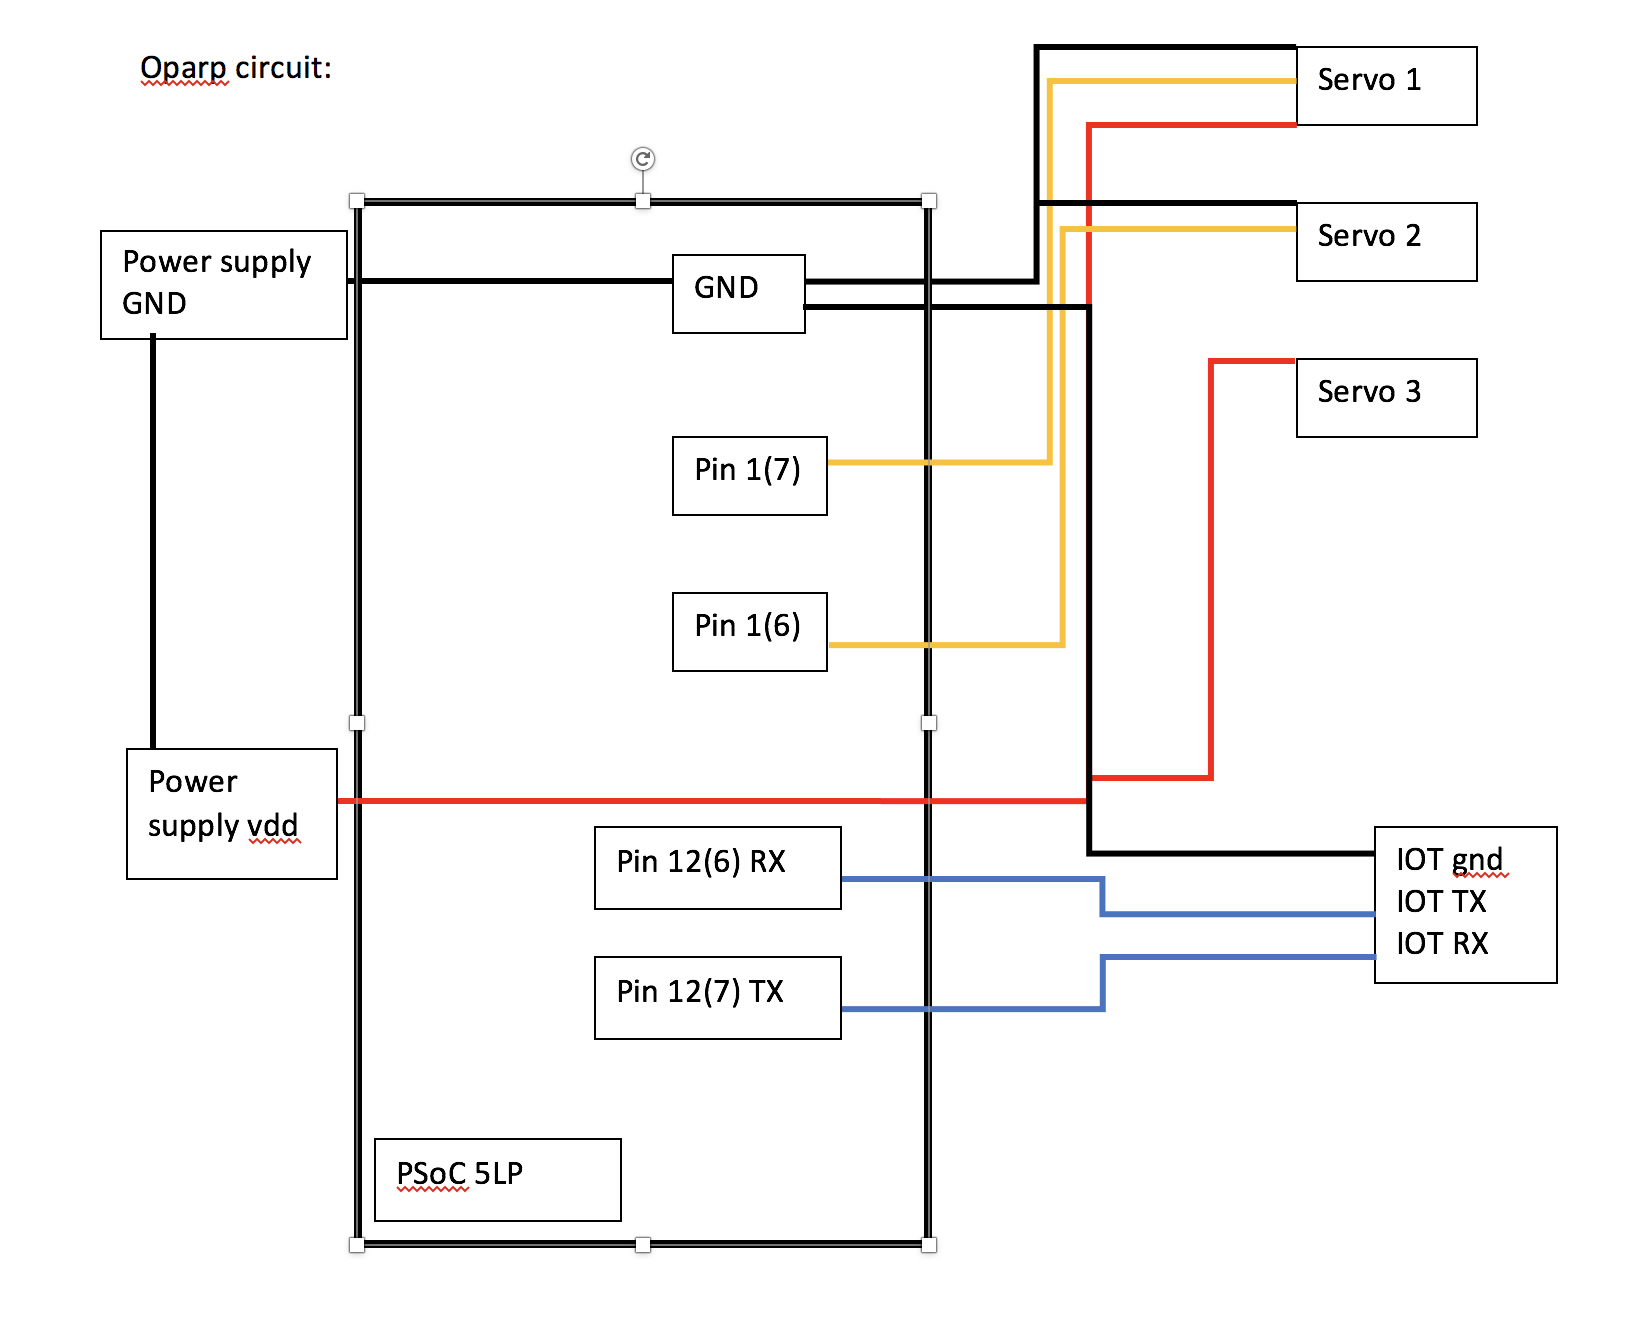 Oparp circuit:
Servo 1
Power supply
GND
GND
Servo 2
Servo 3
Pin 1(7)
Pin 1(6)
Power
supply vdd
Pin 12(6) RX
IOT gnd
IOT TX
IOT RX
Pin 12(7) TX
PSoC 5LP